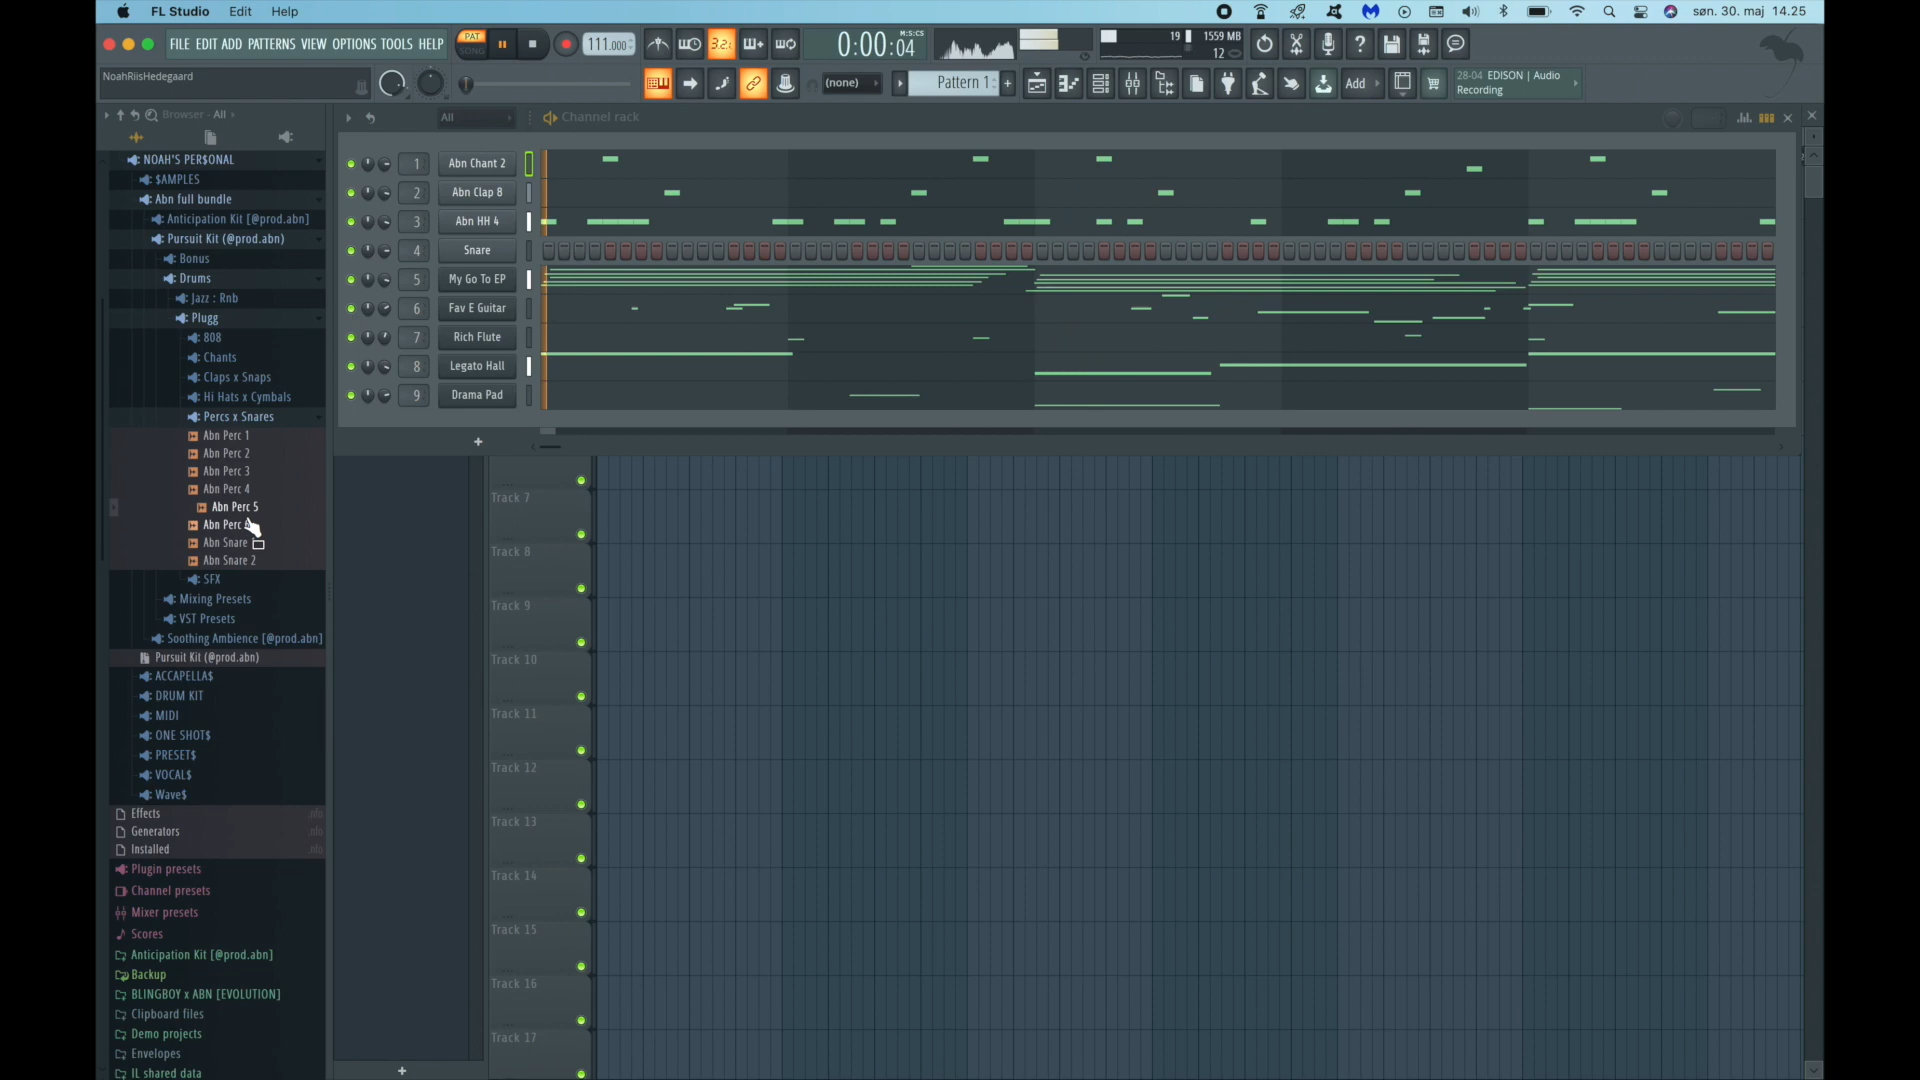 FL Studio Edit Help
søn. 30. maj 14.25
FILE EDIT ADD PATTERNS VIEW OPTIONS TOOLS HELP
PAT
SONG
111.000
3.2.
0:00:04
M:S:CS
19
1559 MB
12
NoahRiisHedegaard
(none)
Pattern 1
Add
28-04 EDISON | Audio
Recording
Browser - All
All
Channel rack
NOAH'S PER$ONAL
$AMPLES
Abn full bundle
Anticipation Kit [@prod.abn]
Pursuit Kit (@prod.abn)
Bonus
Drums
Jazz : Rnb
Plugg
808
Chants
Claps x Snaps
Hi Hats x Cymbals
Percs x Snares
Abn Perc 1
Abn Perc 2
Abn Perc 3
Abn Perc 4
Abn Perc 5
Abn Perc
Abn Snare
Abn Snare 2
SFX
Mixing Presets
VST Presets
Soothing Ambience [@prod.abn]
Pursuit Kit (@prod.abn)
ACCAPELLA$
DRUM KIT
MIDI
ONE SHOT$
PRESET$
VOCAL$
Wave$
Effects .nfo
Generators .nfo
Installed .nfo
Plugin presets
Channel presets
Mixer presets
Scores
Anticipation Kit [@prod.abn]
Backup
BLINGBOY x ABN [EVOLUTION]
Clipboard files
Demo projects
Envelopes
IL shared data
1 Abn Chant 2
2 Abn Clap 8
3 Abn HH 4
4 Snare
5 My Go To EP
6 Fav E Guitar
7 Rich Flute
8 Legato Hall
9 Drama Pad
Track 7
Track 8
Track 9
Track 10
Track 11
Track 12
Track 13
Track 14
Track 15
Track 16
Track 17